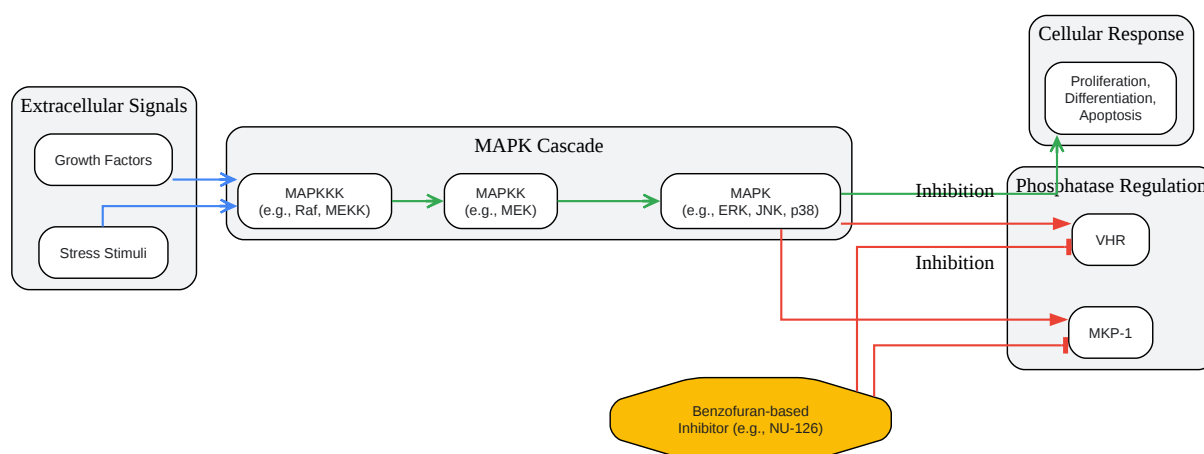 Extracellular Signals
Growth Factors
Stress Stimuli
MAPK Cascade
MAPKKK
(e.g., Raf, MEKK)
MAPKK
(e.g., MEK)
MAPK
(e.g., ERK, JNK, p38)
Cellular Response
Proliferation,
Differentiation,
Apoptosis
Inhibition
Inhibition
Phosphatase Regulation
VHR
MKP-1
Benzofuran-based
Inhibitor (e.g., NU-126)